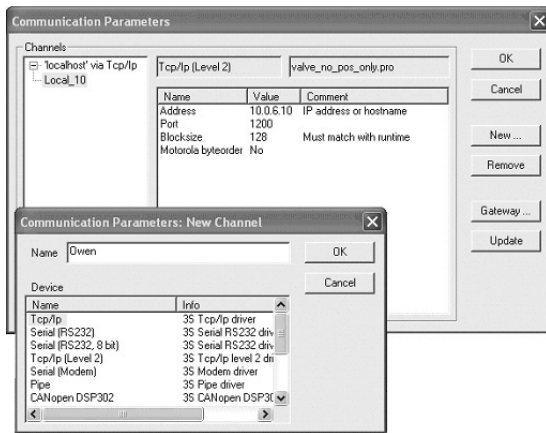 Communication Parameters
Channels
'localhost' via Tcp/Ip
Local_10
Tcp/Ip (Level 2)
valve_no_pos_only.pro
Name Value Comment
Address 10.0.6.10 IP address or hostname
Port 1200
Blocksize 128 Must match with runtime
Motorola byteorder No
OK
Cancel
New ...
Remove
Gateway ...
Update
Communication Parameters: New Channel
Name Owen
OK
Cancel
Device
Name Info
Tcp/Ip 3S Tcp/Ip driver
Serial (RS232) 3S Serial RS232 driv
Serial (RS232, 8 bit) 3S Serial RS232 driv
Tcp/Ip (Level 2) 3S Tcp/Ip level 2 dri
Serial (Modem) 3S Modem driver
Pipe 3S Pipe driver
CANopen DSP302 3S CANopen DSP30